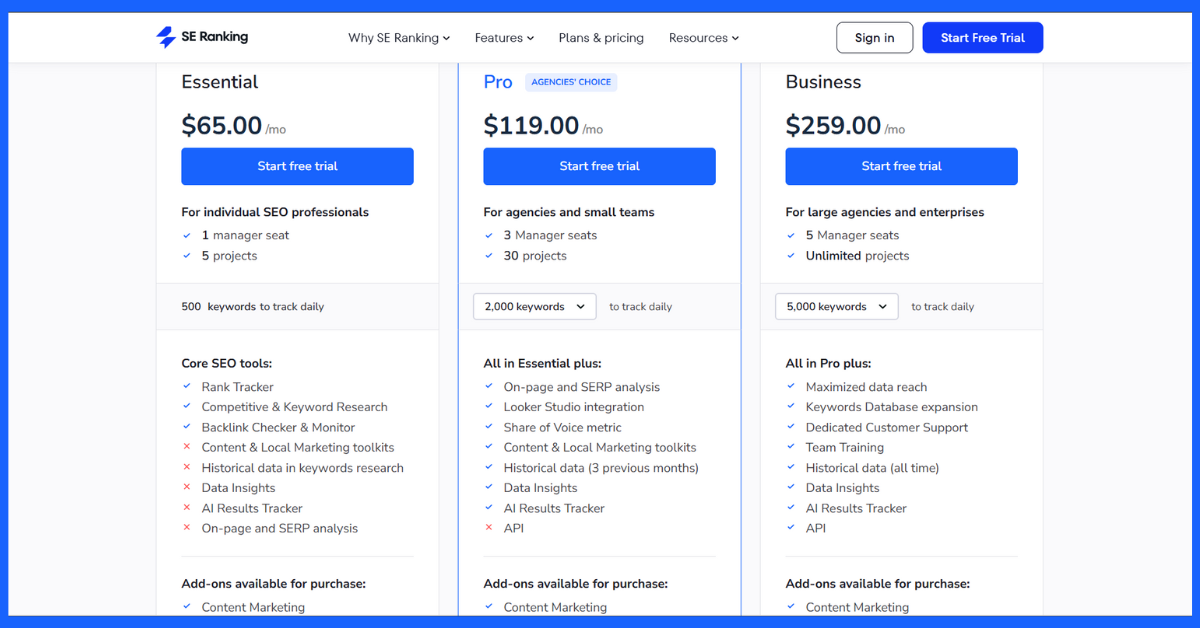 SE Ranking
Why SE Ranking
Features
Plans & pricing
Resources
Sign in
Start Free Trial
Essential
$65.00 /mo
Start free trial
For individual SEO professionals
1 manager seat
5 projects
500 keywords to track daily
Core SEO tools:
Rank Tracker
Competitive & Keyword Research
Backlink Checker & Monitor
Content & Local Marketing toolkits
Historical data in keywords research
Data Insights
AI Results Tracker
On-page and SERP analysis
Add-ons available for purchase:
Content Marketing
Pro AGENCIES' CHOICE
$119.00 /mo
Start free trial
For agencies and small teams
3 Manager seats
30 projects
2,000 keywords to track daily
All in Essential plus:
On-page and SERP analysis
Looker Studio integration
Share of Voice metric
Content & Local Marketing toolkits
Historical data (3 previous months)
Data Insights
AI Results Tracker
API
Add-ons available for purchase:
Content Marketing
Business
$259.00 /mo
Start free trial
For large agencies and enterprises
5 Manager seats
Unlimited projects
5,000 keywords to track daily
All in Pro plus:
Maximized data reach
Keywords Database expansion
Dedicated Customer Support
Team Training
Historical data (all time)
Data Insights
AI Results Tracker
API
Add-ons available for purchase:
Content Marketing